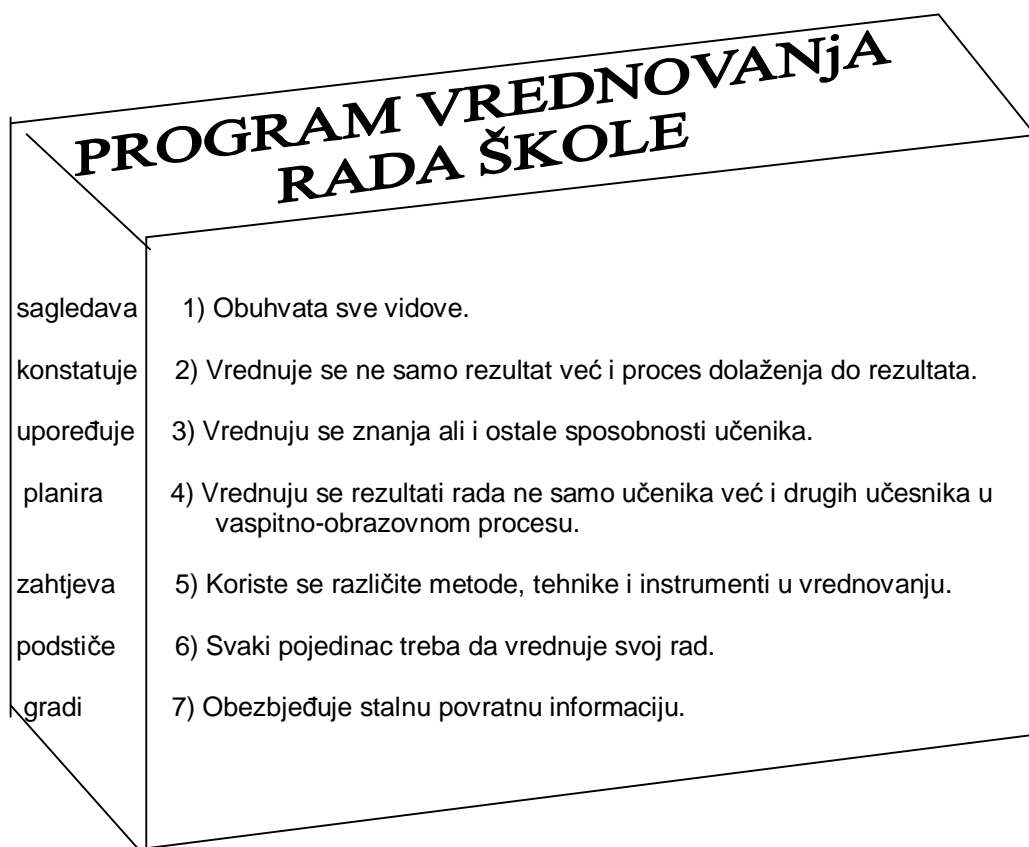 PROGRAM VREDNOVANjA
RADA ŠKOLE
sagledava 1) Obuhvata sve vidove.
konstatuje 2) Vrednuje se ne samo rezultat već i proces dolaženja do rezultata.
upoređuje 3) Vrednuju se znanja ali i ostale sposobnosti učenika.
planira 4) Vrednuju se rezultati rada ne samo učenika već i drugih učesnika u
vaspitno-obrazovnom procesu.
zahtjeva 5) Koriste se različite metode, tehnike i instrumenti u vrednovanju.
podstiče 6) Svaki pojedinac treba da vrednuje svoj rad.
gradi 7) Obezbjeđuje stalnu povratnu informaciju.